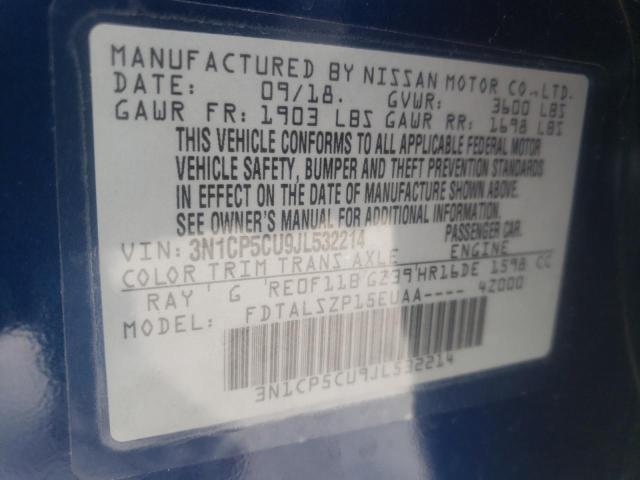 MANUFACTURED BY NISSAN MOTOR CO.,LTD.
DATE: 09/18. GVWR: 3600 LBS
GAWR FR: 1903 LBS GAWR RR: 1698 LBS
THIS VEHICLE CONFORMS TO ALL APPLICABLE FEDERAL MOTOR
VEHICLE SAFETY, BUMPER AND THEFT PREVENTION STANDARDS
IN EFFECT ON THE DATE OF MANUFACTURE SHOWN ABOVE.
SEE OWNER'S MANUAL FOR ADDITIONAL INFORMATION.
VIN: 3N1CP5CU9JL532214 PASSENGER CAR.
COLOR TRIM TRANS AXLE ENGINE
RAY ' G 'RE0F11B'G239'HR16DE 1598 CC
MODEL: FDTALSZP15EUAA---- 42000
3N1CP5CU9JL532214